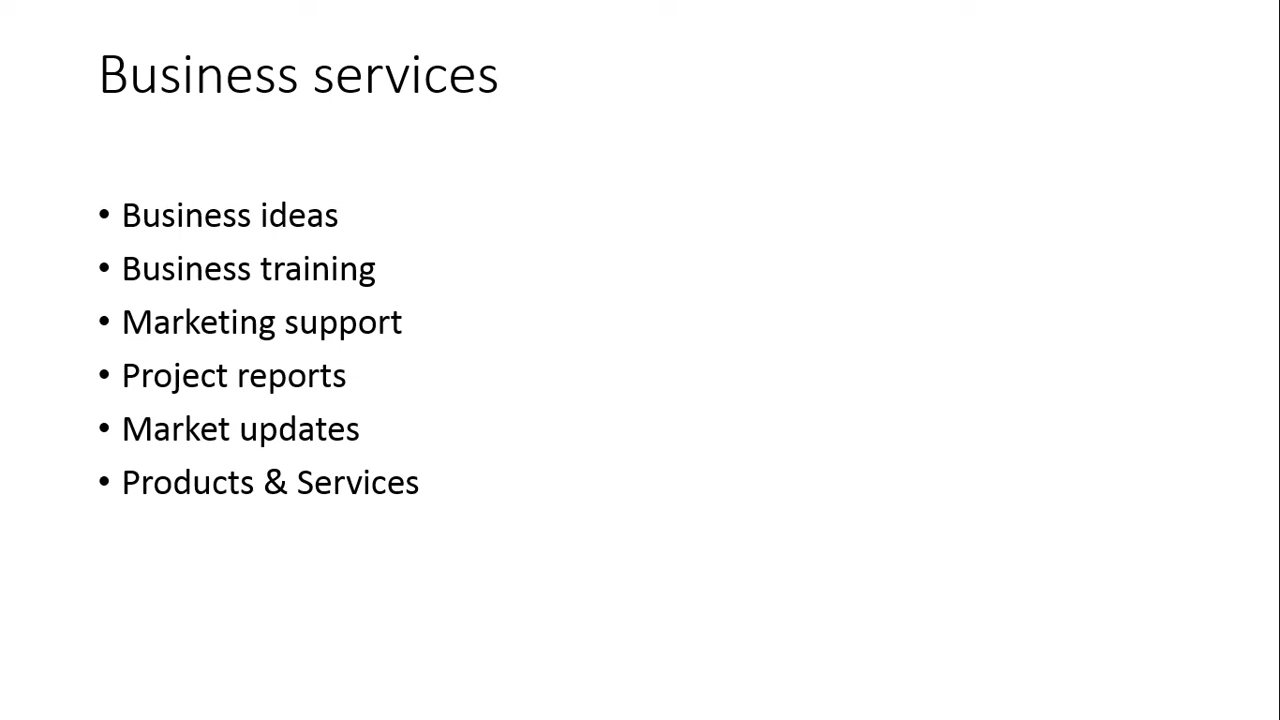 Business services
• Business ideas
• Business training
• Marketing support
• Project reports
• Market updates
• Products & Services